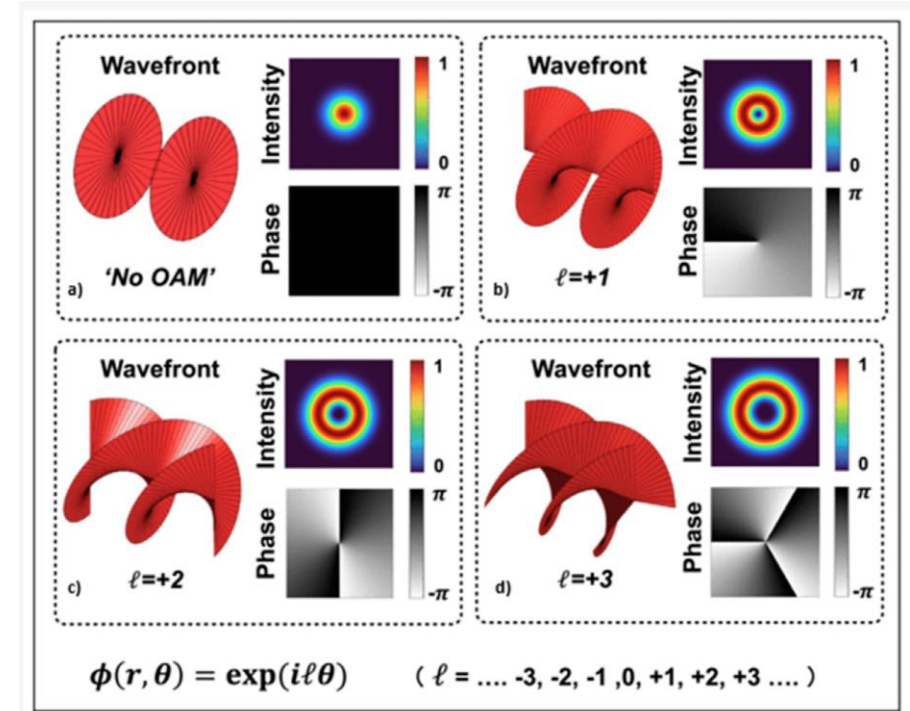 Wavefront
Intensity
1
0
Phase
π
-π
'No OAM'
a)
Wavefront
Intensity
1
0
Phase
π
-π
ℓ=+1
b)
Wavefront
Intensity
1
0
Phase
π
-π
ℓ=+2
c)
Wavefront
Intensity
1
0
Phase
π
-π
ℓ=+3
d)
ϕ(r, θ) = exp(iℓθ) ( ℓ = .... -3, -2, -1 ,0, +1, +2, +3 .... )